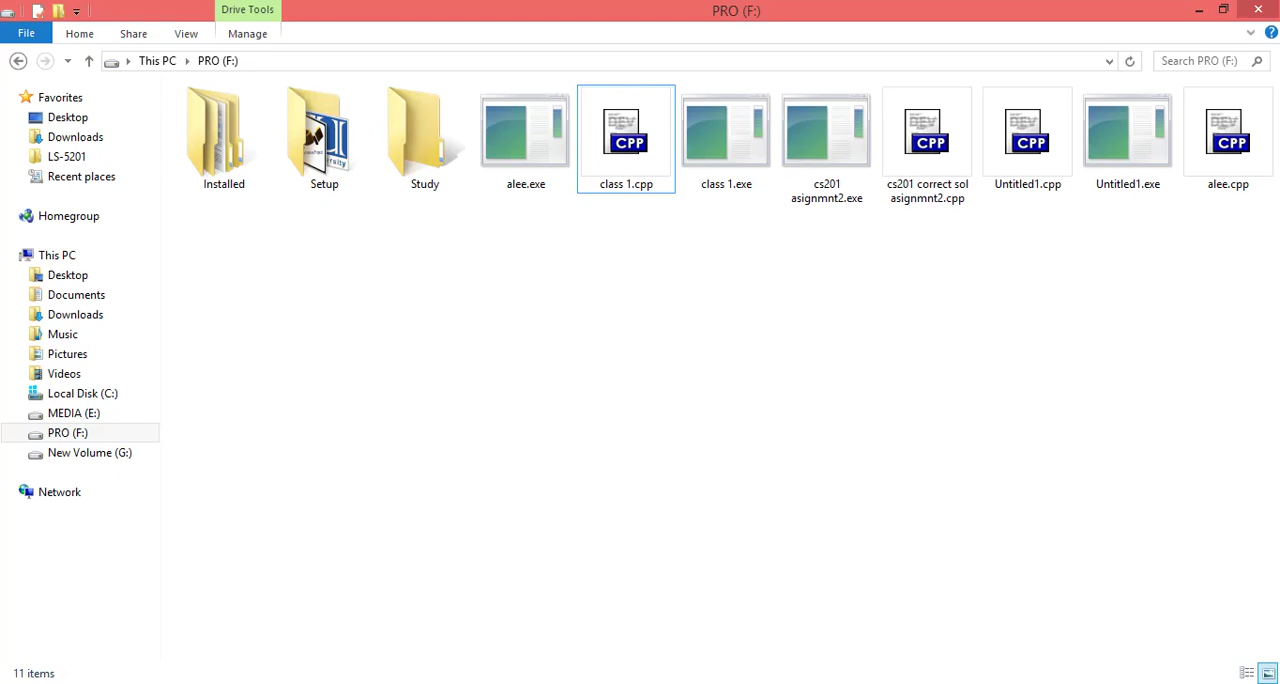 Drive Tools
PRO (F:)
File
Home
Share
View
Manage
This PC
PRO (F:)
Search PRO (F:)
Favorites
Desktop
Downloads
LS-5201
Recent places
Homegroup
This PC
Desktop
Documents
Downloads
Music
Pictures
Videos
Local Disk (C:)
MEDIA (E:)
PRO (F:)
New Volume (G:)
Network
Installed
Setup
Study
alee.exe
CPP
class 1.cpp
class 1.exe
cs201
asignmnt2.exe
CPP
cs201 correct sol
asignmnt2.cpp
CPP
Untitled1.cpp
Untitled1.exe
CPP
alee.cpp
11 items